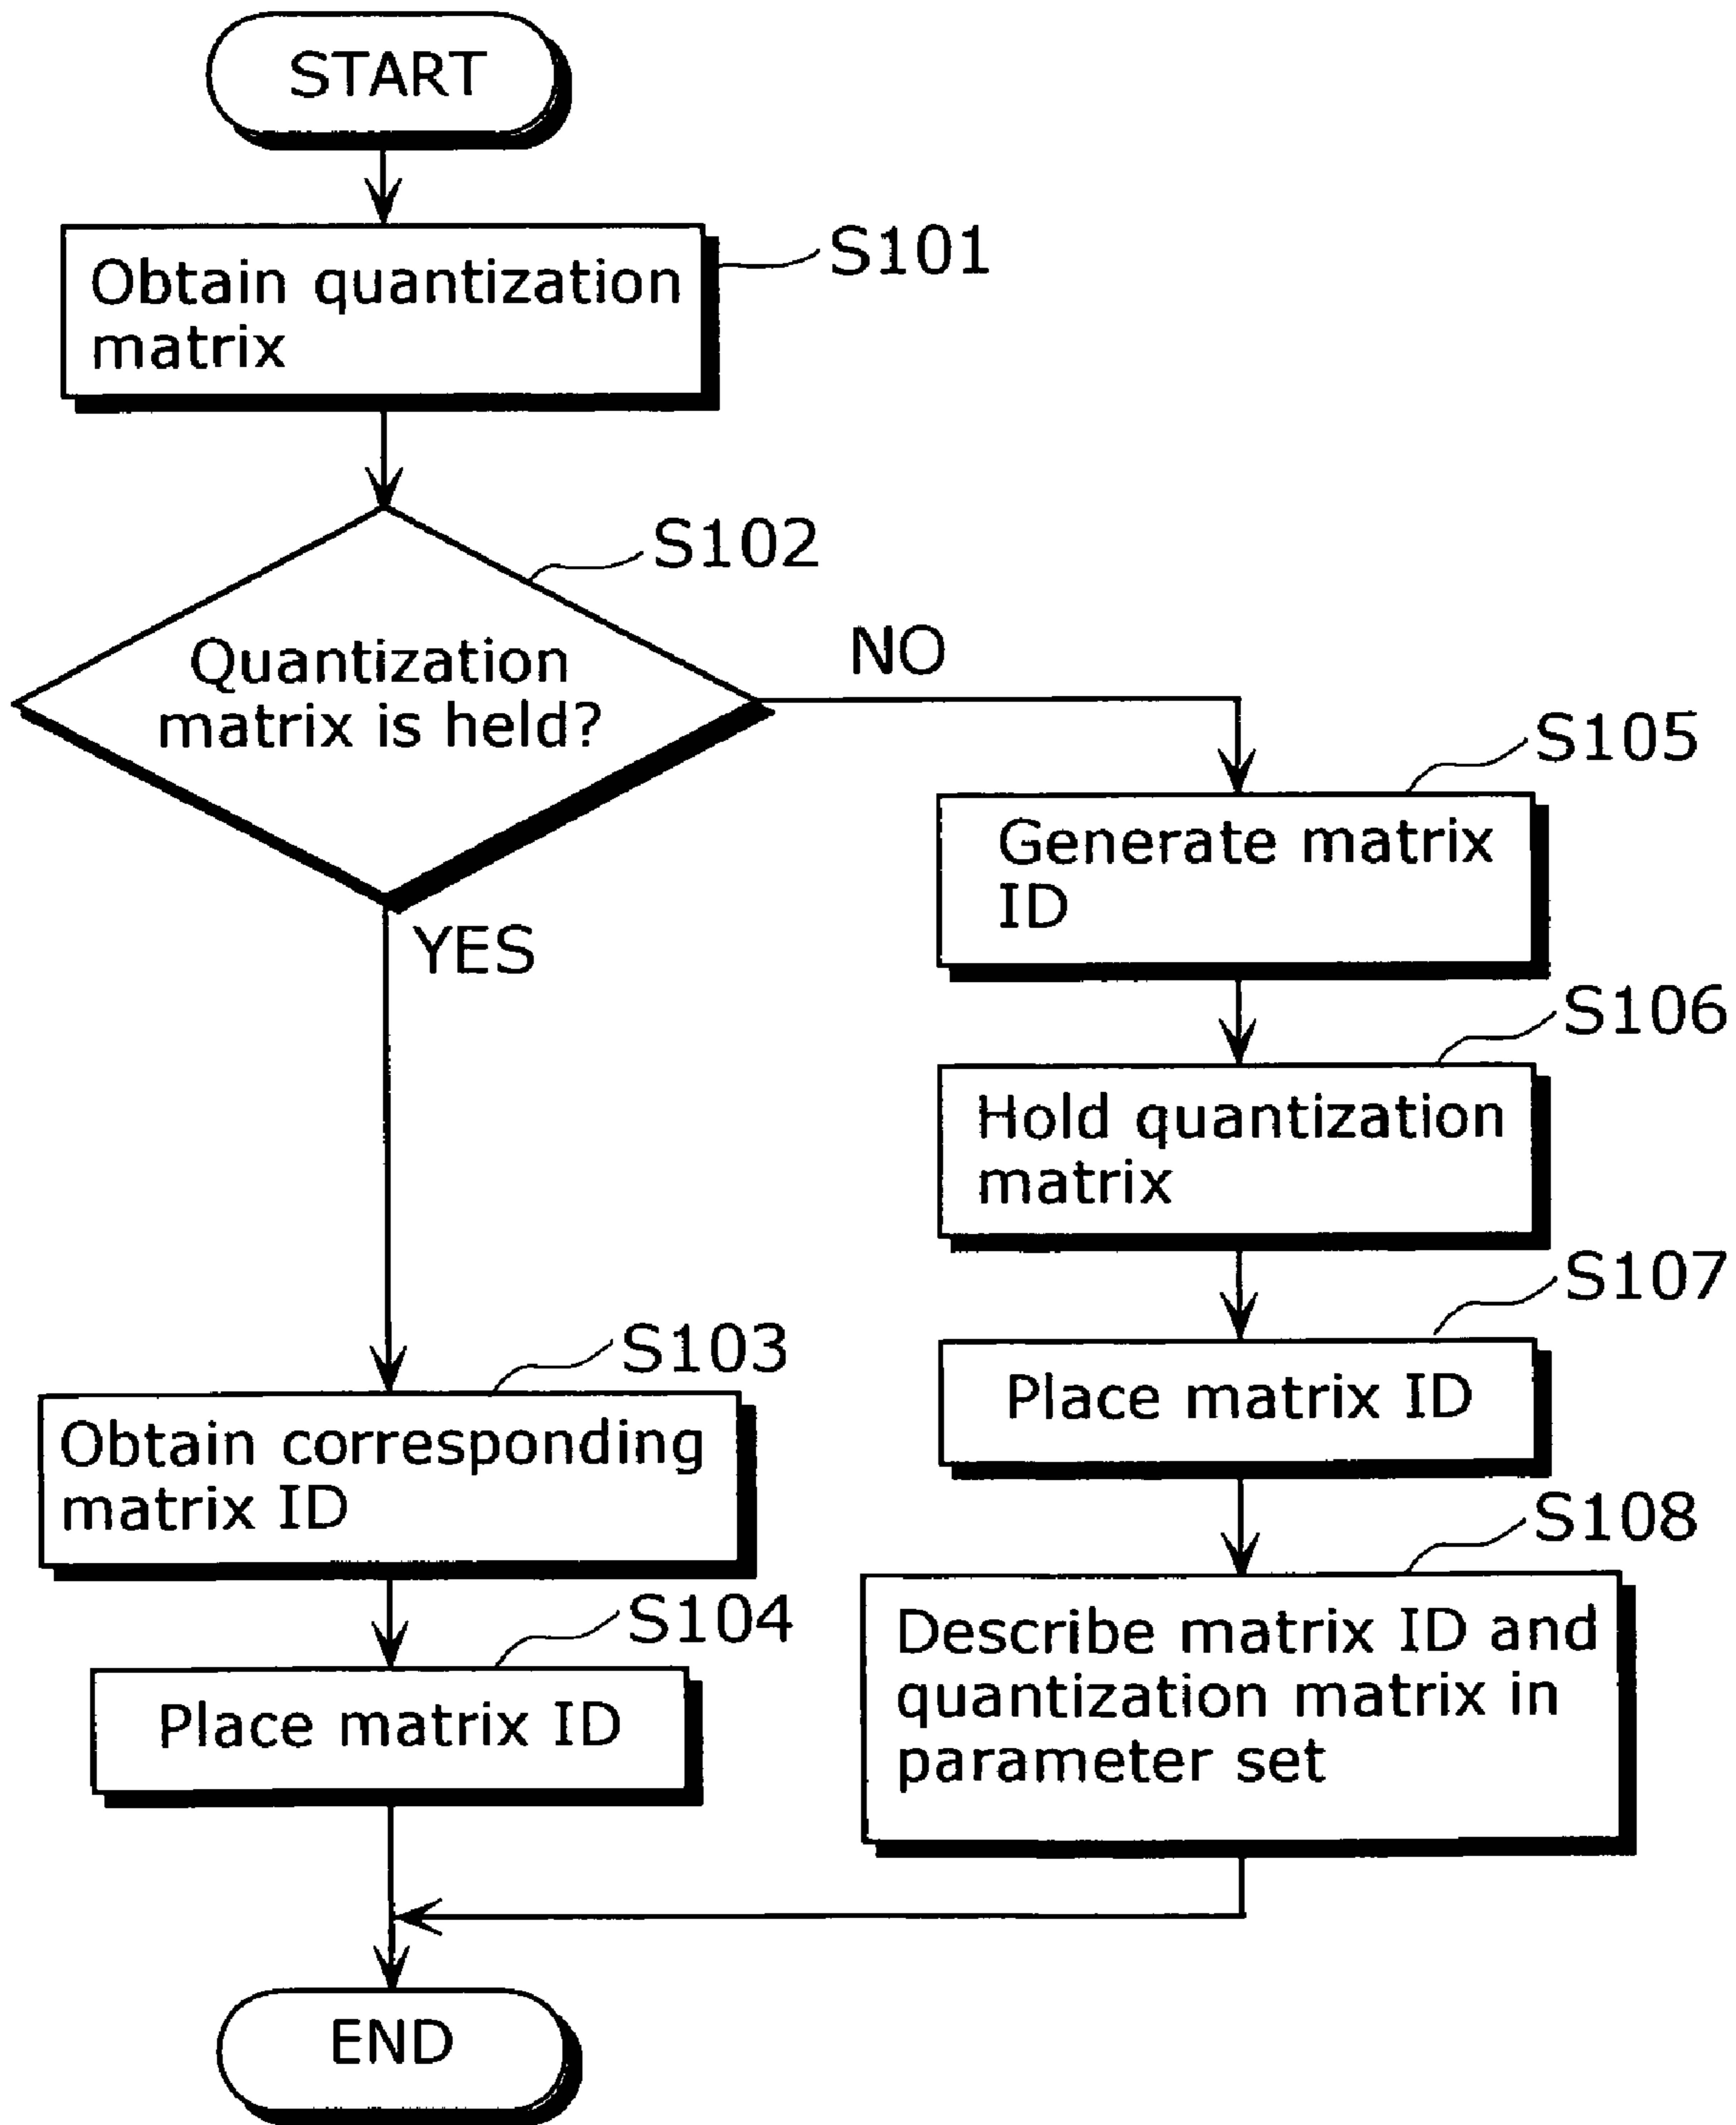 START
S101
Obtain quantization
matrix
S102
Quantization
matrix is held?
NO
YES
S103
Obtain corresponding
matrix ID
S104
Place matrix ID
S105
Generate matrix
ID
S106
Hold quantization
matrix
S107
Place matrix ID
S108
Describe matrix ID and
quantization matrix in
parameter set
END